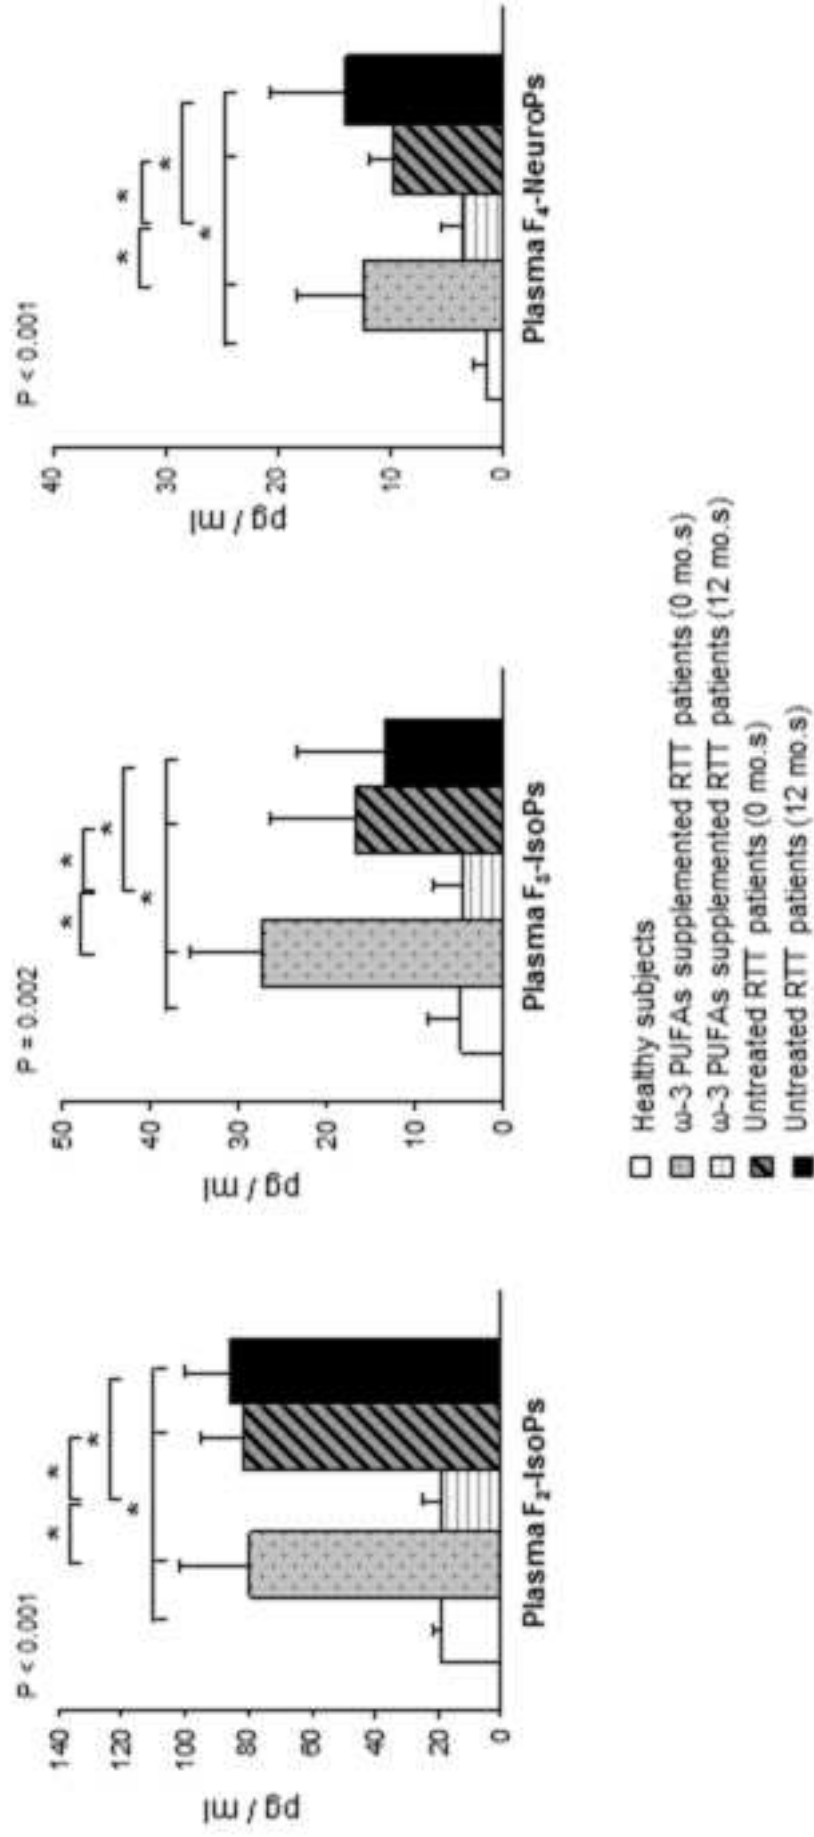 P < 0.001
140
120
100
80
60
40
20
0
pg / ml
*
*
*
*
Plasma F₂-IsoPs
P = 0.002
50
40
30
20
10
0
pg / ml
*
*
*
*
Plasma F₃-IsoPs
P < 0.001
40
30
20
10
0
pg / ml
*
*
*
*
Plasma F₄-NeuroPs
Healthy subjects
ω-3 PUFAs supplemented RTT patients (0 mo.s)
ω-3 PUFAs supplemented RTT patients (12 mo.s)
Untreated RTT patients (0 mo.s)
Untreated RTT patients (12 mo.s)